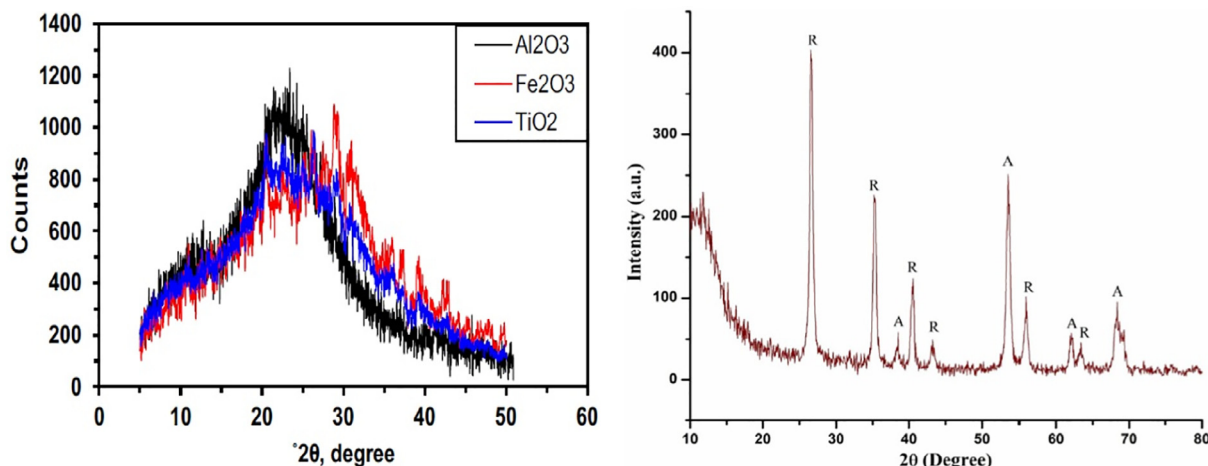 1400
1200
1000
800
600
400
200
0
Counts
0 10 20 30 40 50 60
˚2θ, degree
Al2O3
Fe2O3
TiO2
400
300
200
100
0
Intensity (a.u.)
R
R
A
R
R
A
R
A
R
A
10 20 30 40 50 60 70 80
2θ (Degree)